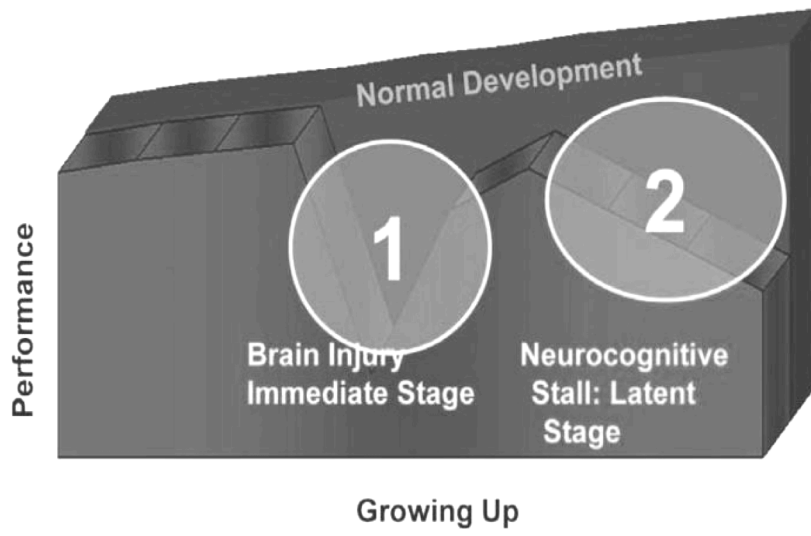 Normal Development
1
2
Brain Injury
Immediate Stage
Neurocognitive
Stall: Latent
Stage
Performance
Growing Up